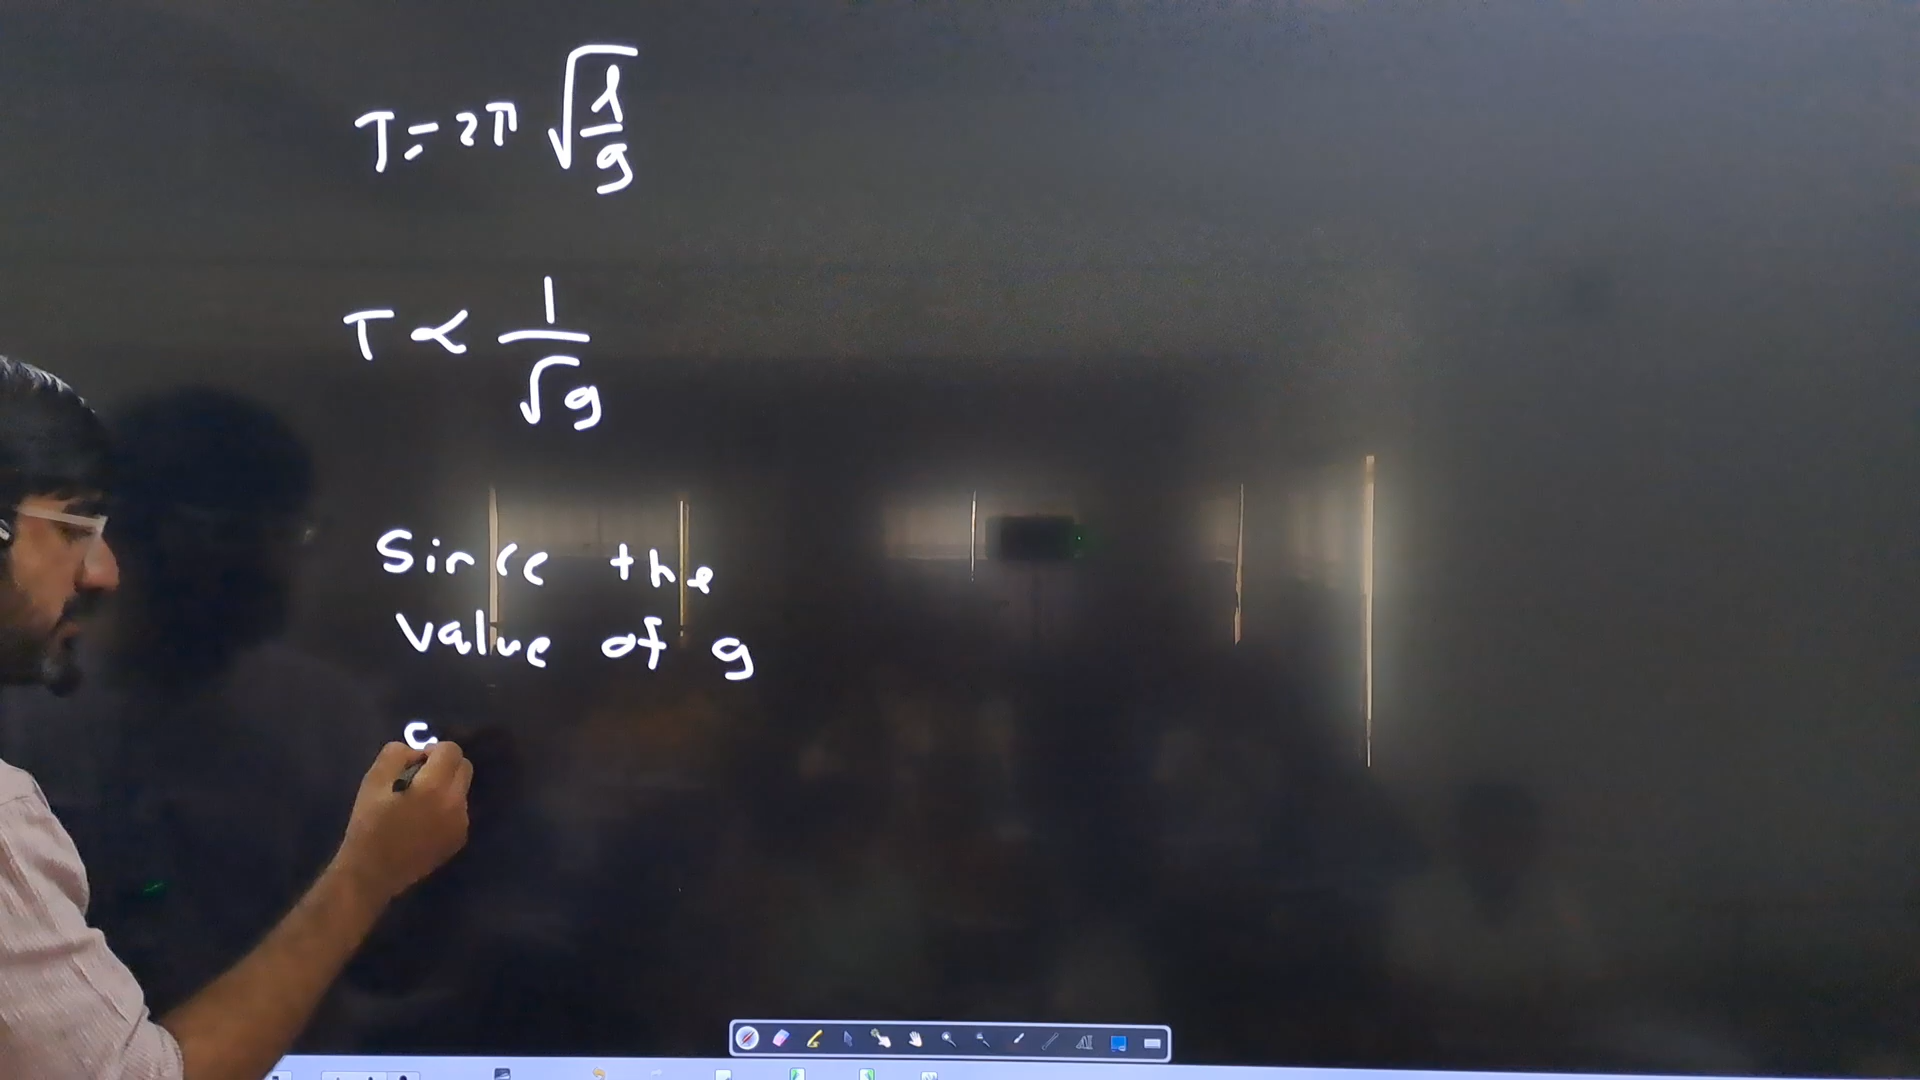 T = 2π √(l/g)
T ∝ 1/√g
Since the
value of g